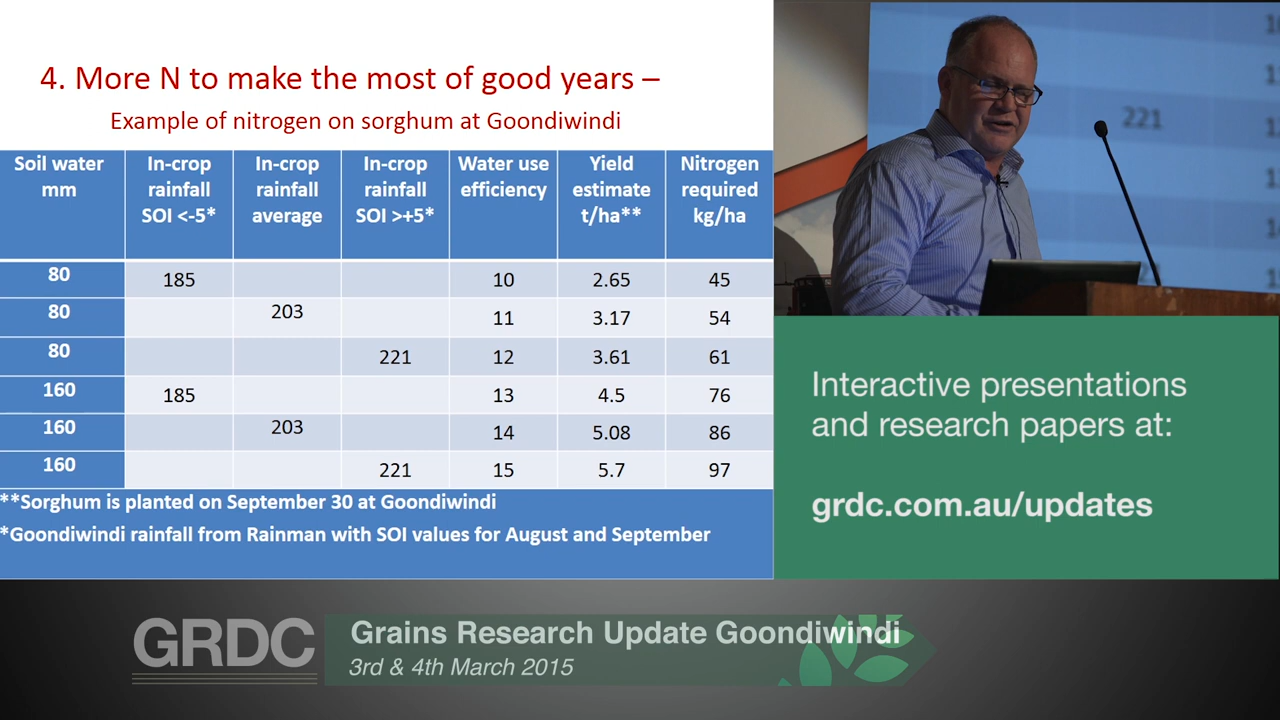 4. More N to make the most of good years –
Example of nitrogen on sorghum at Goondiwindi
Soil water mm In-crop rainfall SOI <-5* In-crop rainfall average In-crop rainfall SOI >+5* Water use efficiency Yield estimate t/ha** Nitrogen required kg/ha
80 185 10 2.65 45
80 203 11 3.17 54
80 221 12 3.61 61
160 185 13 4.5 76
160 203 14 5.08 86
160 221 15 5.7 97
**Sorghum is planted on September 30 at Goondiwindi
*Goondiwindi rainfall from Rainman with SOI values for August and September
221
Interactive presentations
and research papers at:
grdc.com.au/updates
GRDC
Grains Research Update Goondiwindi
3rd & 4th March 2015